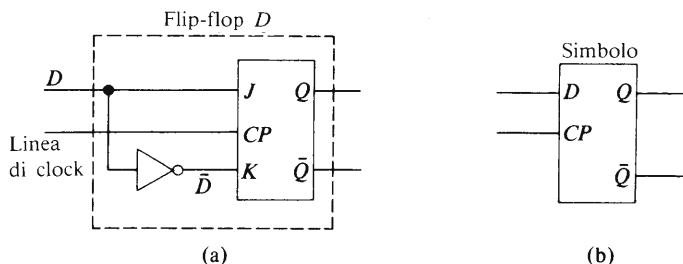 Flip-flop D
D
J
Q
Linea
di clock
CP
D̄
K
Q̄
(a)
Simbolo
D
Q
CP
Q̄
(b)